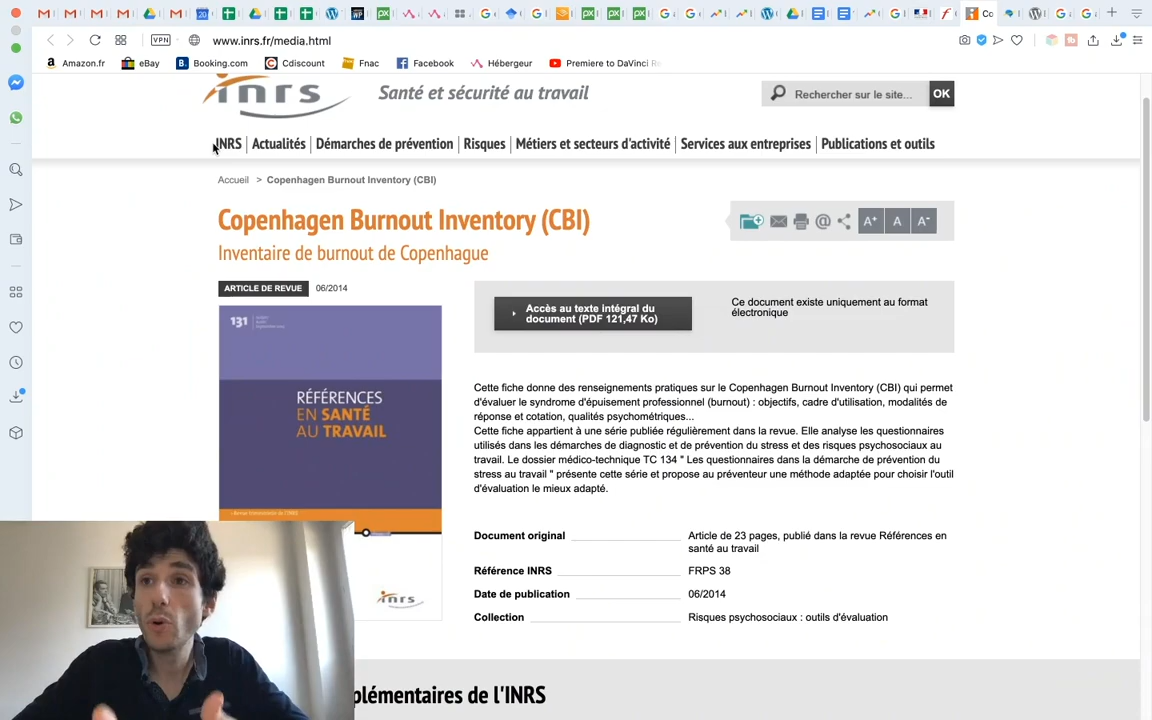 20
WP
VPN
www.inrs.fr/media.html
Amazon.fr
eBay
Booking.com
Cdiscount
Fnac
Facebook
Hébergeur
Premiere to DaVinci Re
inrs
Santé et sécurité au travail
Rechercher sur le site...
OK
INRS
Actualités
Démarches de prévention
Risques
Métiers et secteurs d'activité
Services aux entreprises
Publications et outils
Accueil > Copenhagen Burnout Inventory (CBI)
Copenhagen Burnout Inventory (CBI)
A+ A A-
Inventaire de burnout de Copenhague
ARTICLE DE REVUE 06/2014
131
RÉFÉRENCES
EN SANTÉ
AU TRAVAIL
inrs
Accès au texte intégral du
document (PDF 121,47 Ko)
Ce document existe uniquement au format
électronique
Cette fiche donne des renseignements pratiques sur le Copenhagen Burnout Inventory (CBI) qui permet
d'évaluer le syndrome d'épuisement professionnel (burnout) : objectifs, cadre d'utilisation, modalités de
réponse et cotation, qualités psychométriques...
Cette fiche appartient à une série publiée régulièrement dans la revue. Elle analyse les questionnaires
utilisés dans les démarches de diagnostic et de prévention du stress et des risques psychosociaux au
travail. Le dossier médico-technique TC 134 " Les questionnaires dans la démarche de prévention du
stress au travail " présente cette série et propose au préventeur une méthode adaptée pour choisir l'outil
d'évaluation le mieux adapté.
Document original Article de 23 pages, publié dans la revue Références en
santé au travail
Référence INRS FRPS 38
Date de publication 06/2014
Collection Risques psychosociaux : outils d'évaluation
plémentaires de l'INRS